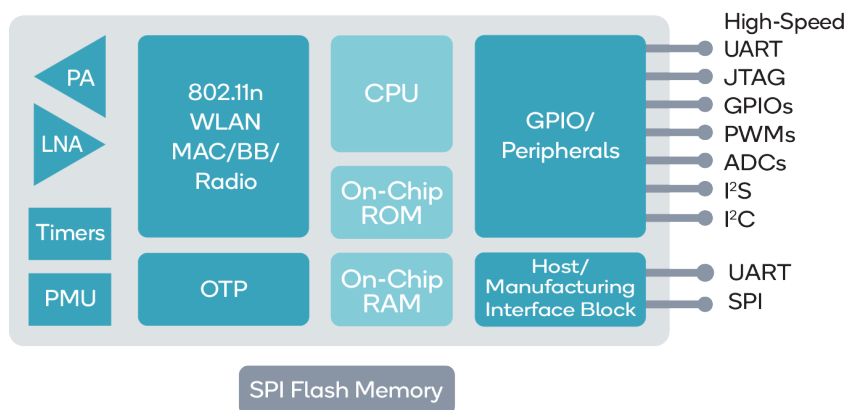 PA
LNA
Timers
PMU
802.11n
WLAN
MAC/BB/
Radio
OTP
CPU
On-Chip
ROM
On-Chip
RAM
GPIO/
Peripherals
Host/
Manufacturing
Interface Block
High-Speed
UART
JTAG
GPIOs
PWMs
ADCs
I²S
I²C
UART
SPI
SPI Flash Memory